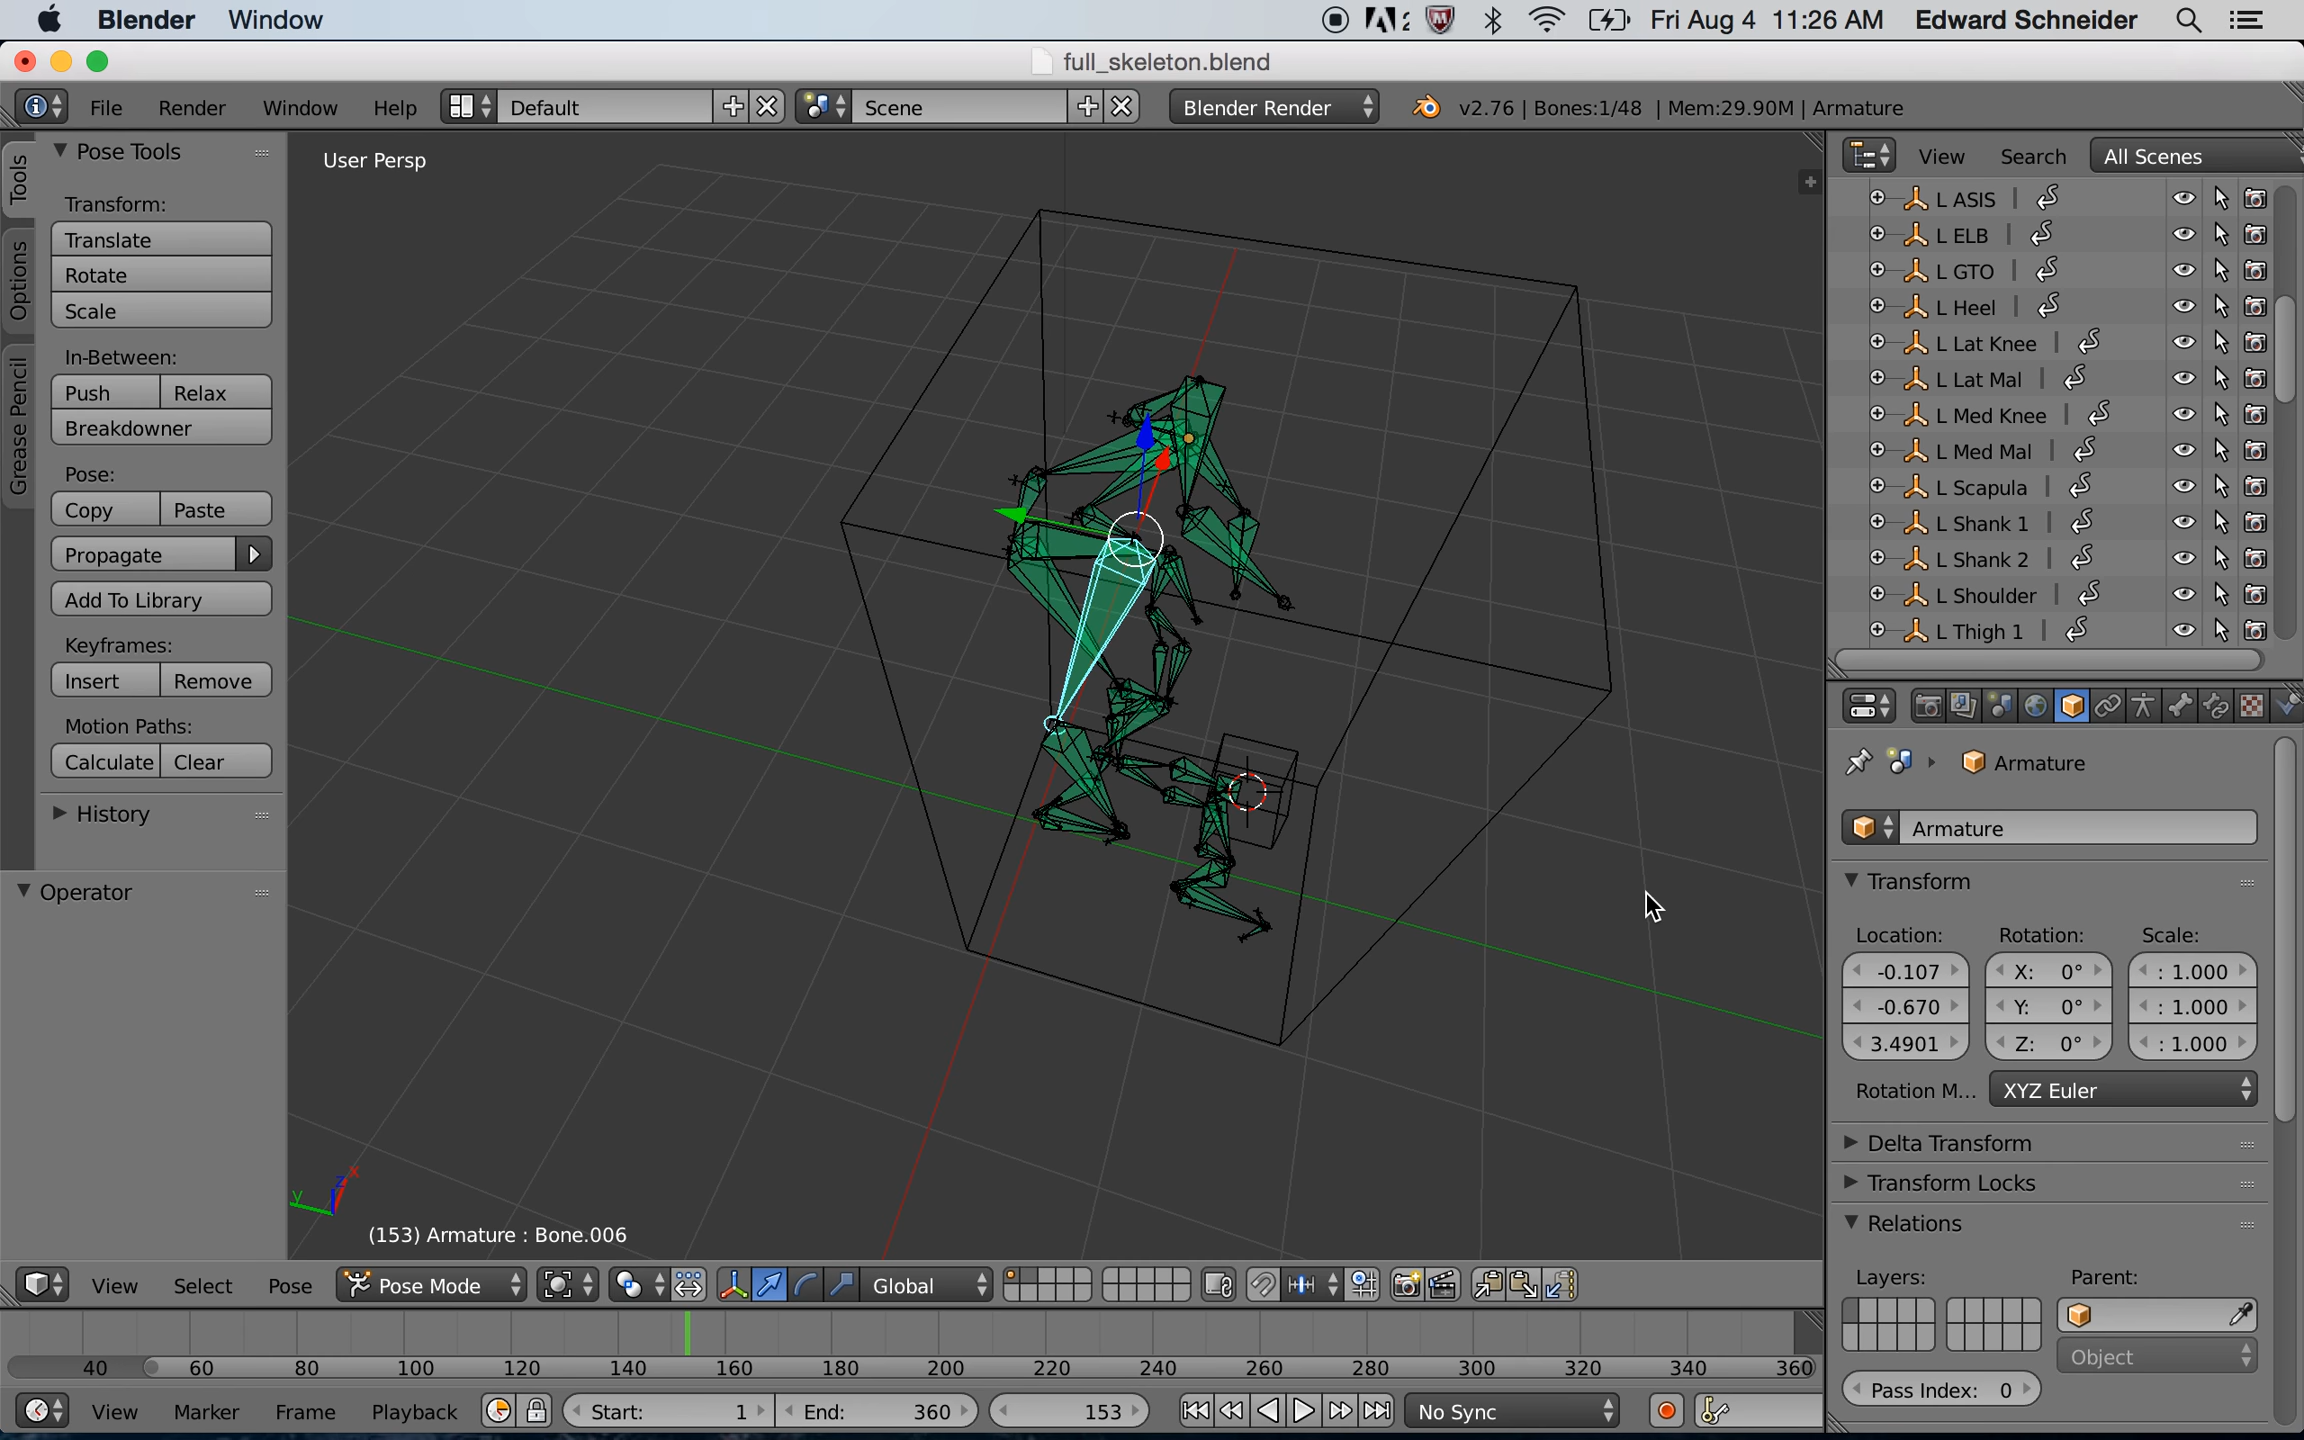 Blender Window Fri Aug 4 11:26 AM Edward Schneider
full_skeleton.blend
File Render Window Help Default Scene Blender Render v2.76 | Bones:1/48 | Mem:29.90M | Armature
Tools
Options
Grease Pencil
Pose Tools
Transform:
Translate
Rotate
Scale
In-Between:
Push Relax
Breakdowner
Pose:
Copy Paste
Propagate
Add To Library
Keyframes:
Insert Remove
Motion Paths:
Calculate Clear
History
Operator
User Persp
x
y
z
(153) Armature : Bone.006
View Search All Scenes
L ASIS
L ELB
L GTO
L Heel
L Lat Knee
L Lat Mal
L Med Knee
L Med Mal
L Scapula
L Shank 1
L Shank 2
L Shoulder
L Thigh 1
Armature
Armature
Transform
Location: Rotation: Scale:
-0.107 X: 0° : 1.000
-0.670 Y: 0° : 1.000
3.4901 Z: 0° : 1.000
Rotation M... XYZ Euler
Delta Transform
Transform Locks
Relations
Layers: Parent:
Object
Pass Index: 0
View Select Pose Pose Mode Global
40 60 80 100 120 140 160 180 200 220 240 260 280 300 320 340 360
View Marker Frame Playback Start: 1 End: 360 153 No Sync